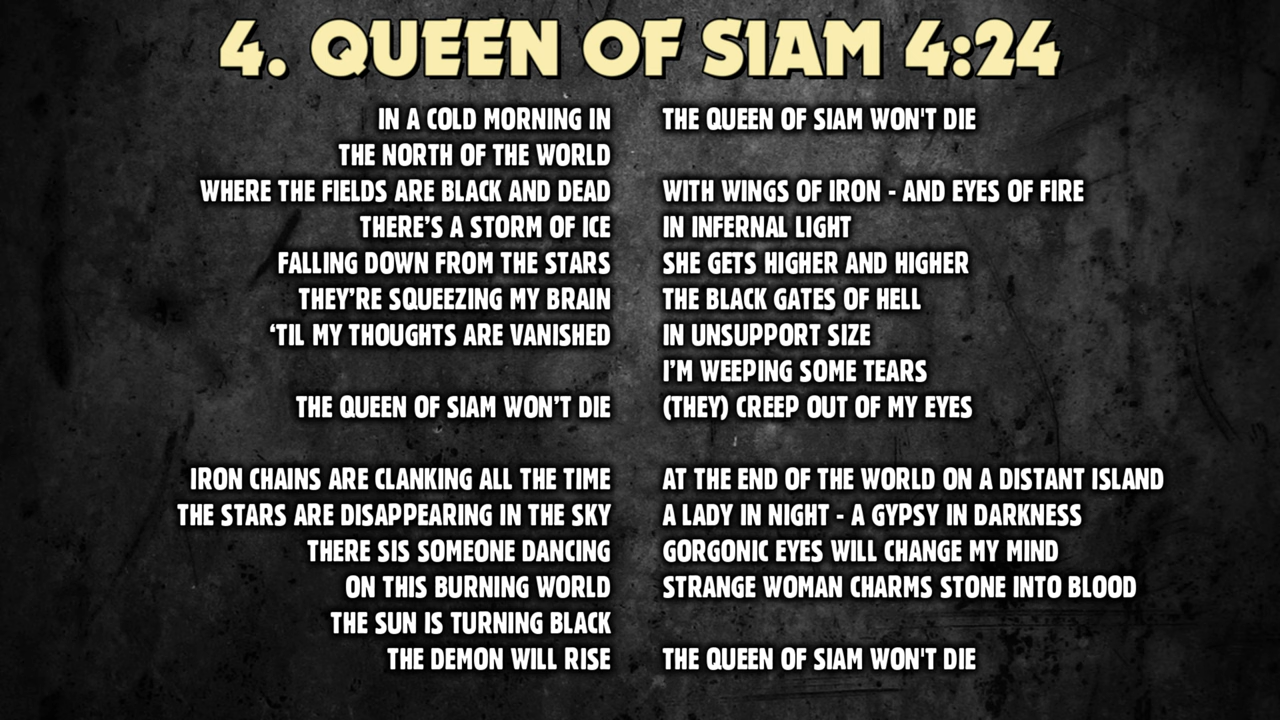 4. QUEEN OF SIAM 4:24
IN A COLD MORNING IN
THE NORTH OF THE WORLD
WHERE THE FIELDS ARE BLACK AND DEAD
THERE’S A STORM OF ICE
FALLING DOWN FROM THE STARS
THEY’RE SQUEEZING MY BRAIN
‘TIL MY THOUGHTS ARE VANISHED
THE QUEEN OF SIAM WON’T DIE
IRON CHAINS ARE CLANKING ALL THE TIME
THE STARS ARE DISAPPEARING IN THE SKY
THERE SIS SOMEONE DANCING
ON THIS BURNING WORLD
THE SUN IS TURNING BLACK
THE DEMON WILL RISE
THE QUEEN OF SIAM WON'T DIE
WITH WINGS OF IRON - AND EYES OF FIRE
IN INFERNAL LIGHT
SHE GETS HIGHER AND HIGHER
THE BLACK GATES OF HELL
IN UNSUPPORT SIZE
I’M WEEPING SOME TEARS
(THEY) CREEP OUT OF MY EYES
AT THE END OF THE WORLD ON A DISTANT ISLAND
A LADY IN NIGHT - A GYPSY IN DARKNESS
GORGONIC EYES WILL CHANGE MY MIND
STRANGE WOMAN CHARMS STONE INTO BLOOD
THE QUEEN OF SIAM WON'T DIE